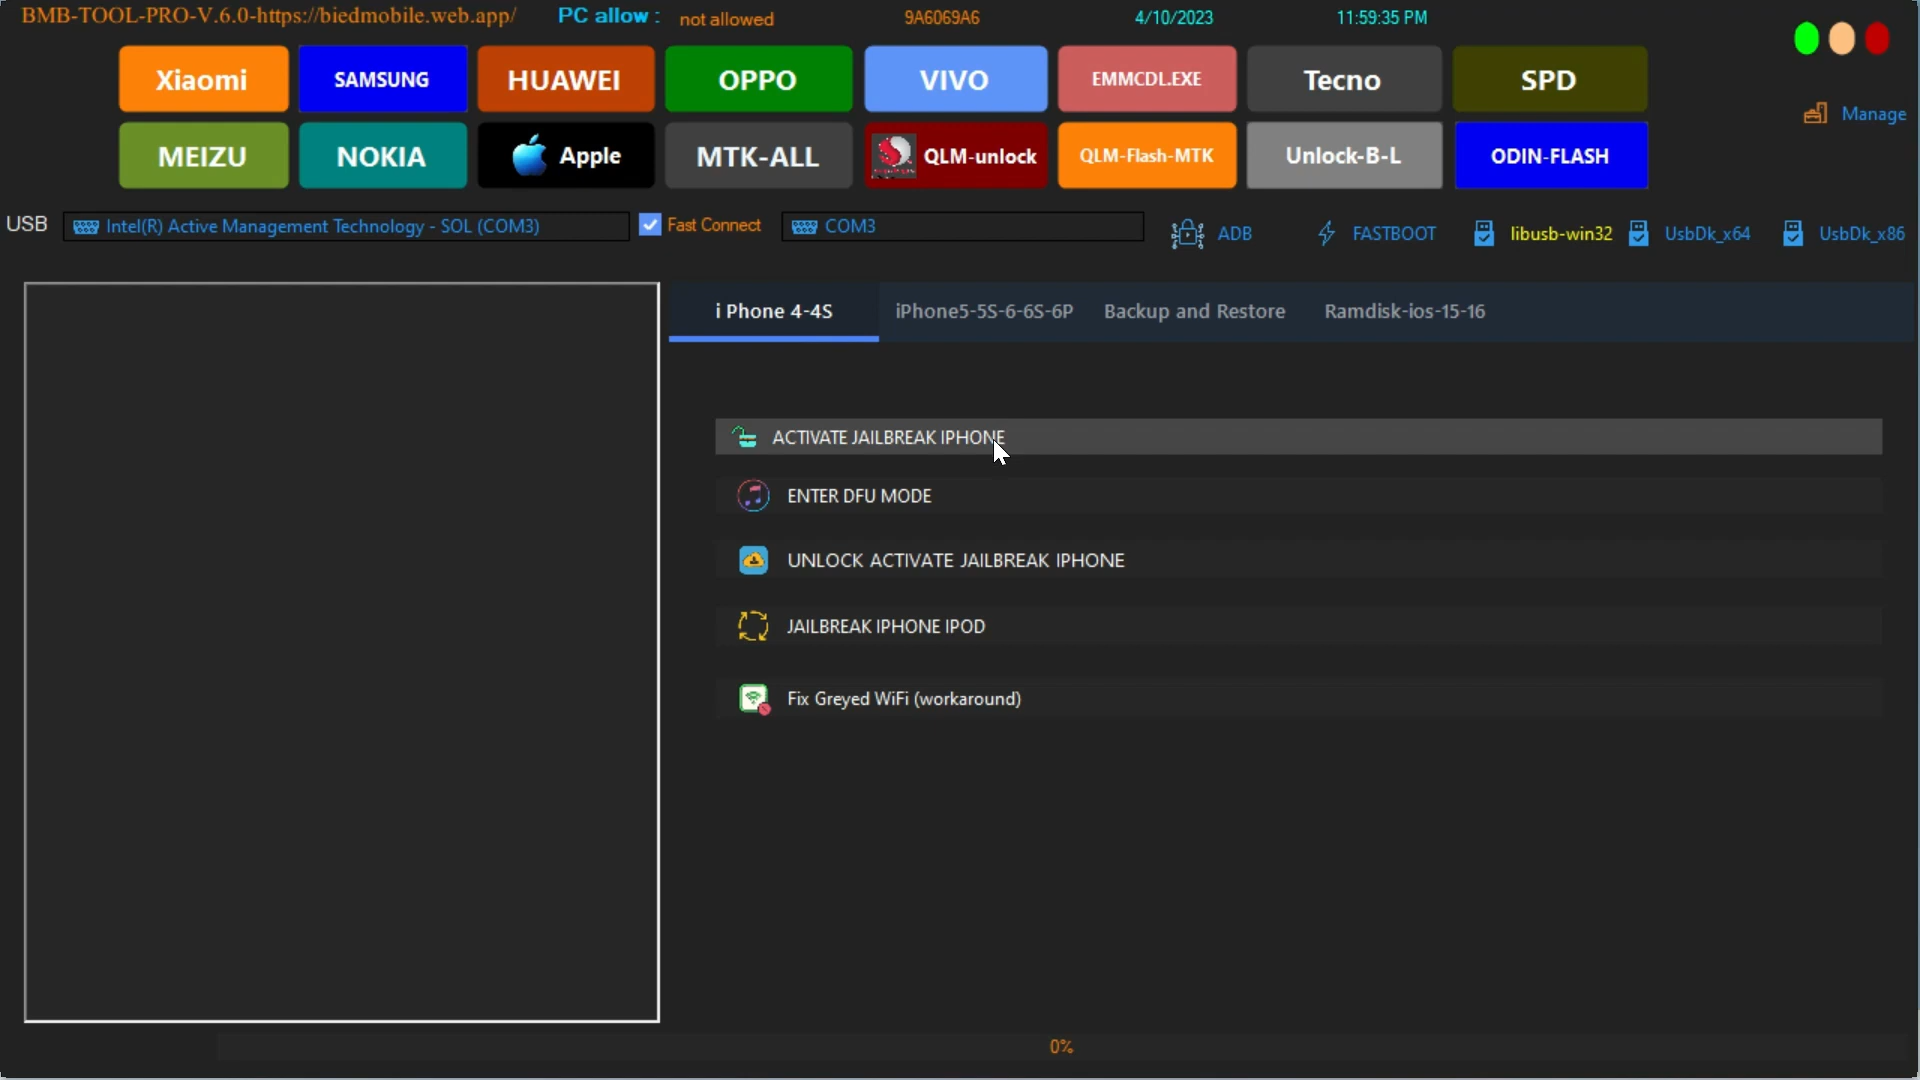 BMB-TOOL-PRO-V.6.0-https://biedmobile.web.app/ PC allow : not allowed 9A6069A6 4/10/2023 11:59:35 PM
Xiaomi SAMSUNG HUAWEI OPPO VIVO EMMCDL.EXE Tecno SPD
Manage
MEIZU NOKIA Apple MTK-ALL QLM-unlock QLM-Flash-MTK Unlock-B-L ODIN-FLASH
USB Intel(R) Active Management Technology - SOL (COM3) Fast Connect COM3 ADB FASTBOOT libusb-win32 UsbDk_x64 UsbDk_x86
i Phone 4-4S iPhone5-5S-6-6S-6P Backup and Restore Ramdisk-ios-15-16
ACTIVATE JAILBREAK IPHONE
ENTER DFU MODE
UNLOCK ACTIVATE JAILBREAK IPHONE
JAILBREAK IPHONE IPOD
Fix Greyed WiFi (workaround)
0%